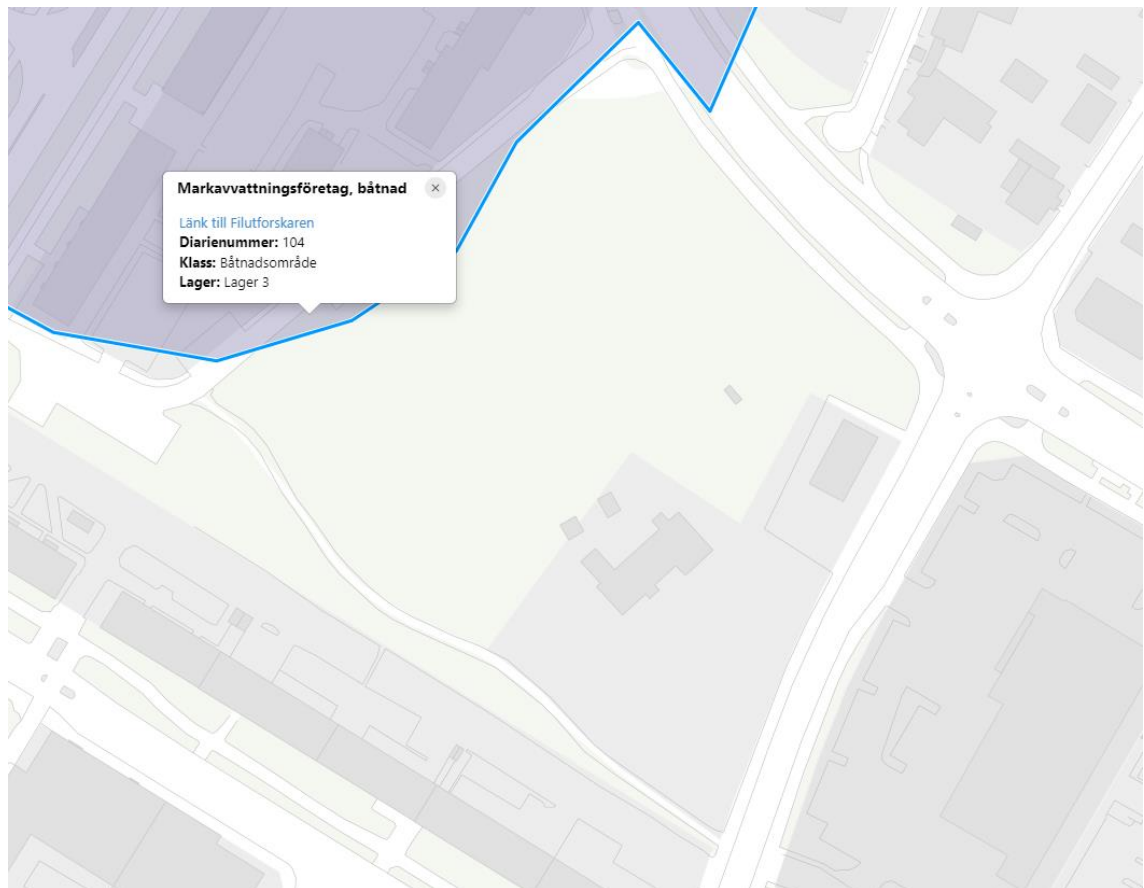 Markavvattningsföretag, båtnad ×
Länk till Filutforskaren
Diarienummer: 104
Klass: Båtnadsområde
Lager: Lager 3